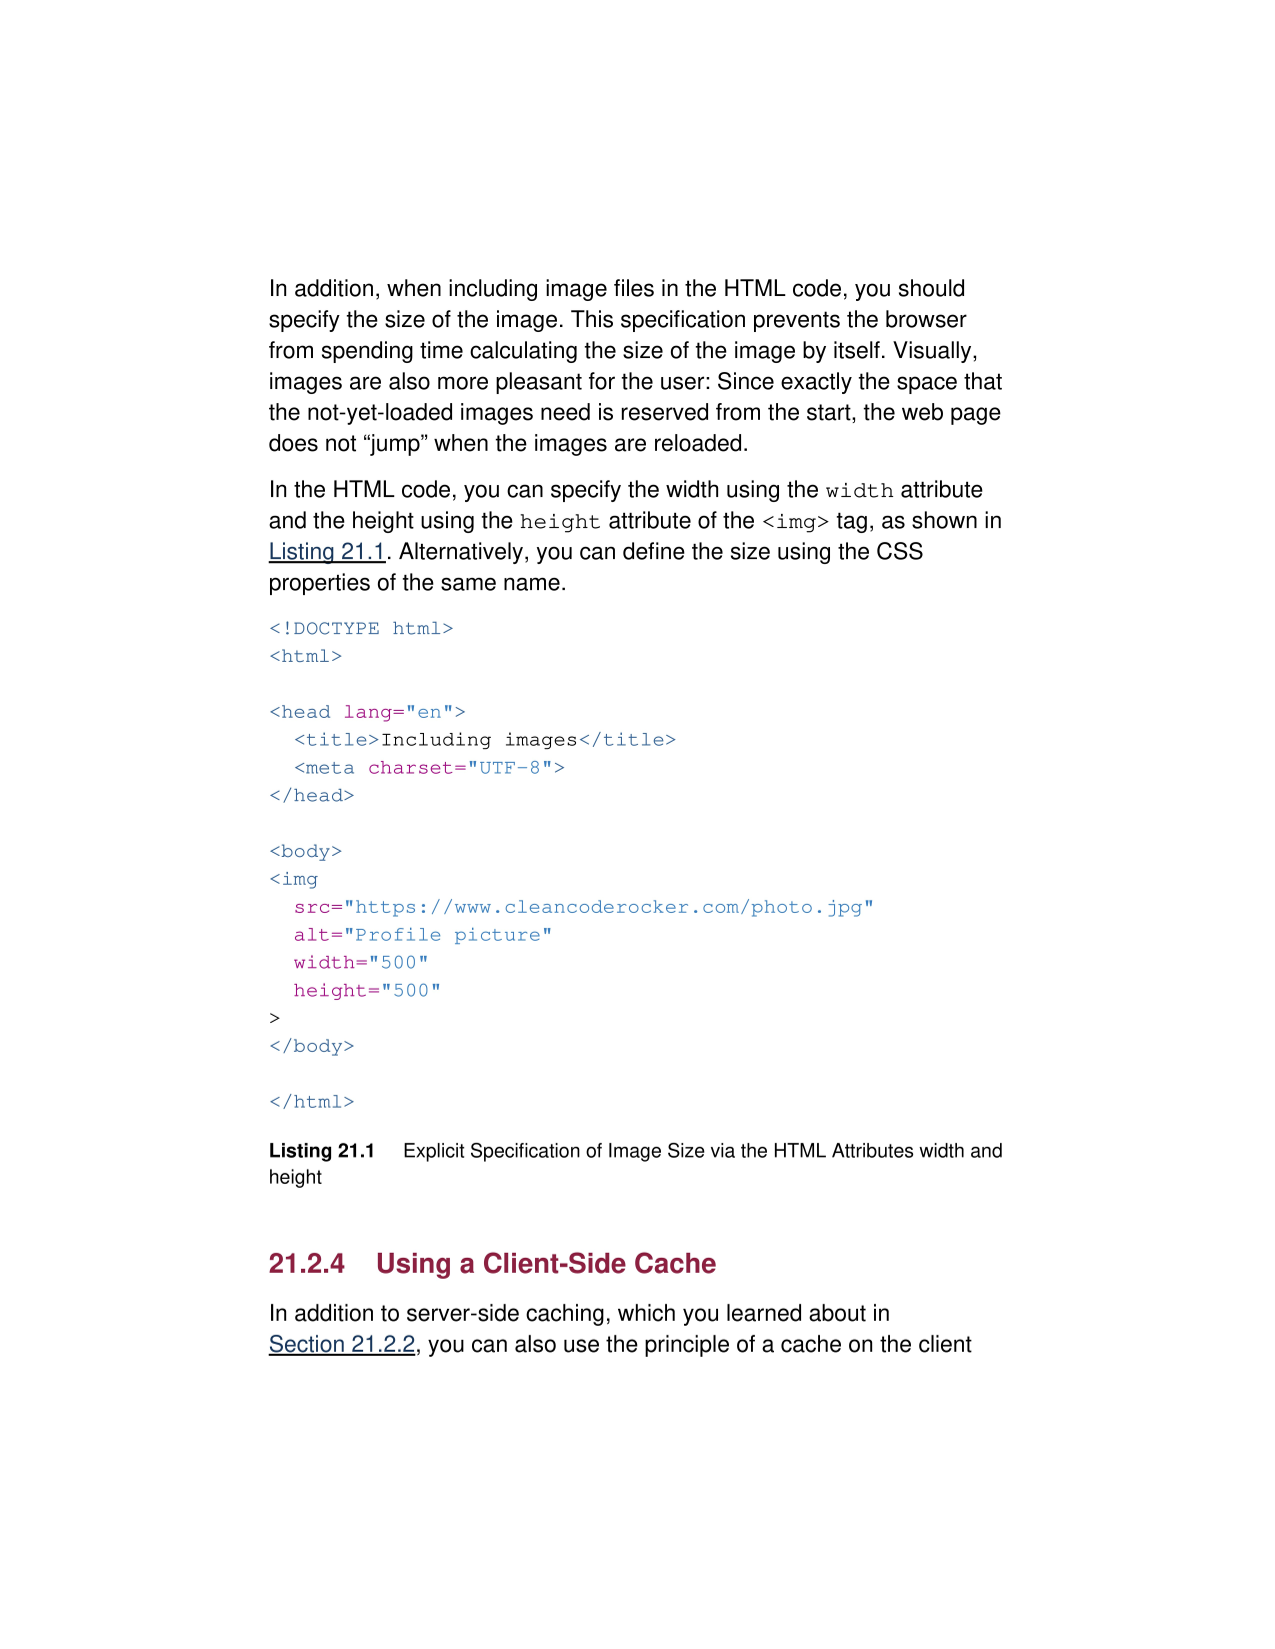 In addition, when including image files in the HTML code, you should
specify the size of the image. This specification prevents the browser
from spending time calculating the size of the image by itself. Visually,
images are also more pleasant for the user: Since exactly the space that
the not-yet-loaded images need is reserved from the start, the web page
does not “jump” when the images are reloaded.
In the HTML code, you can specify the width using the width attribute
and the height using the height attribute of the <img> tag, as shown in
Listing 21.1. Alternatively, you can define the size using the CSS
properties of the same name.
<!DOCTYPE html>
<html>
<head lang="en">
  <title>Including images</title>
  <meta charset="UTF-8">
</head>
<body>
<img
  src="https://www.cleancoderocker.com/photo.jpg"
  alt="Profile picture"
  width="500"
  height="500"
>
</body>
</html>
Listing 21.1 Explicit Specification of Image Size via the HTML Attributes width and
height
21.2.4 Using a Client-Side Cache
In addition to server-side caching, which you learned about in
Section 21.2.2, you can also use the principle of a cache on the client